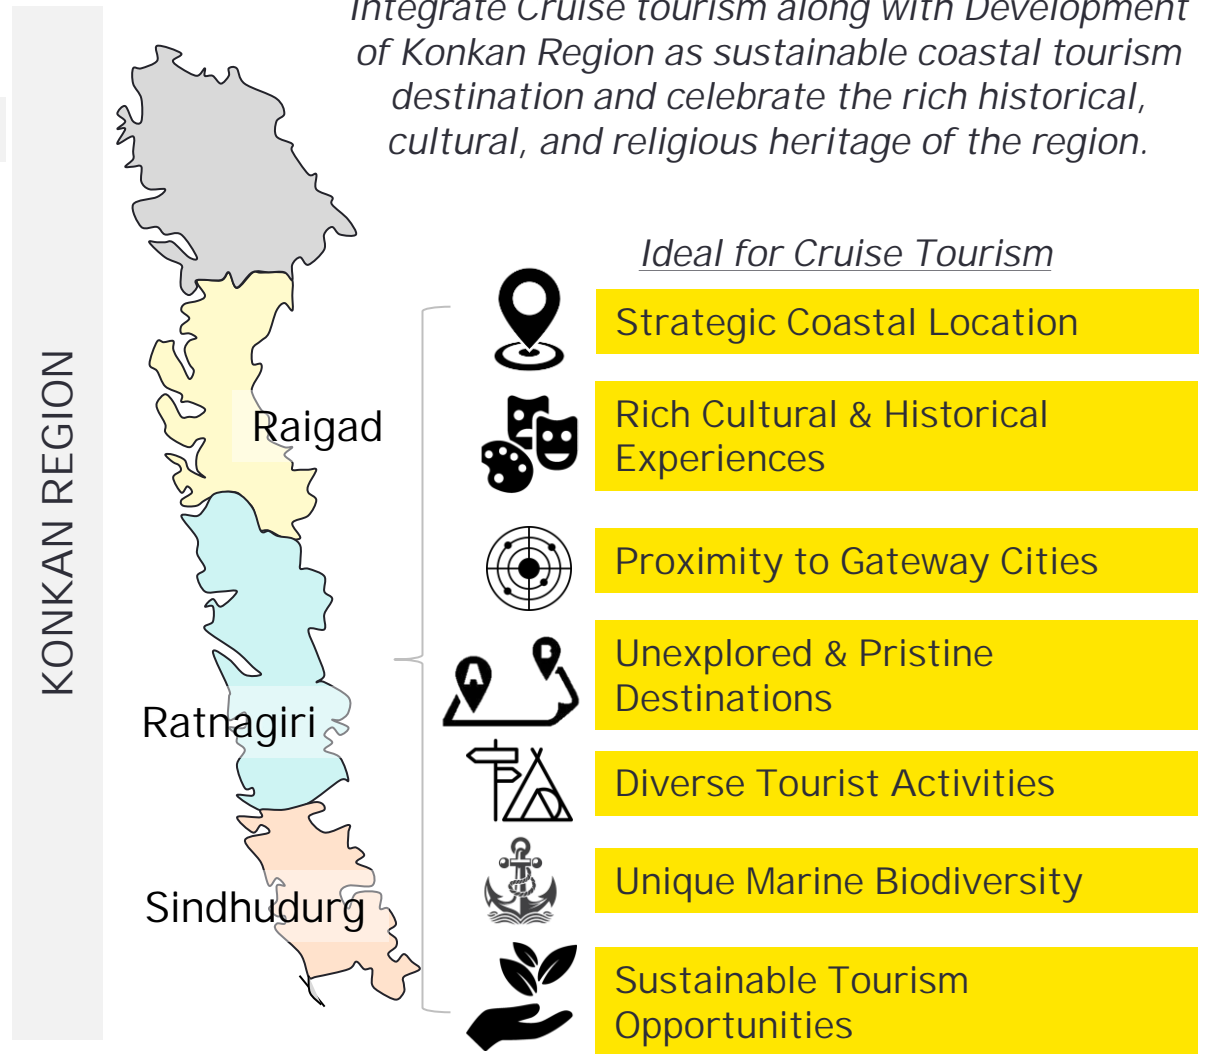 Integrate Cruise tourism along with Development
of Konkan Region as sustainable coastal tourism
destination and celebrate the rich historical,
cultural, and religious heritage of the region.
KONKAN REGION
Raigad
Ratnagiri
Sindhudurg
Ideal for Cruise Tourism
Strategic Coastal Location
Rich Cultural & Historical
Experiences
Proximity to Gateway Cities
A
B
Unexplored & Pristine
Destinations
Diverse Tourist Activities
Unique Marine Biodiversity
Sustainable Tourism
Opportunities